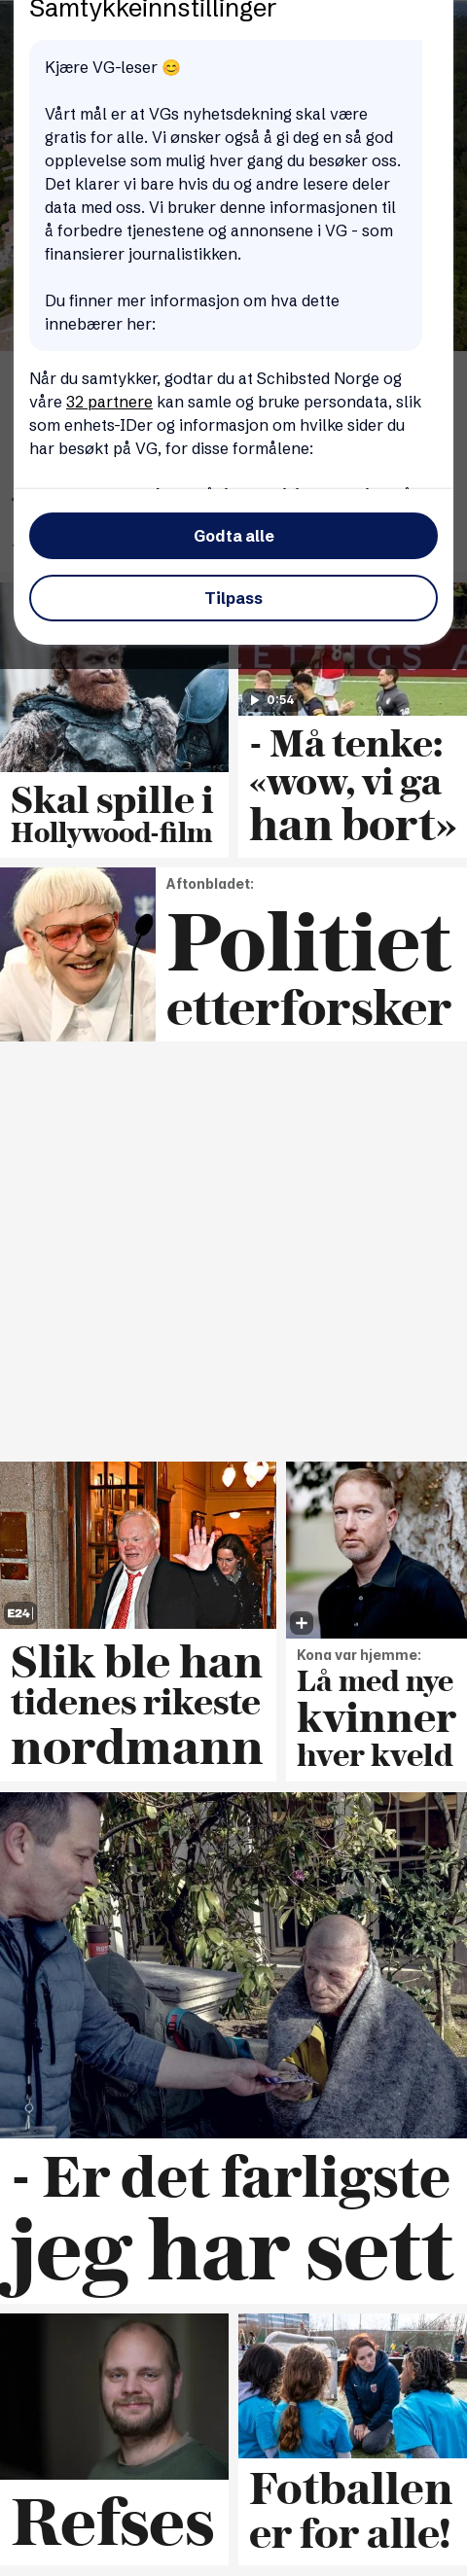 Samtykkeinnstillinger
Kjære VG-leser 😊
Vårt mål er at VGs nyhetsdekning skal være
gratis for alle. Vi ønsker også å gi deg en så god
opplevelse som mulig hver gang du besøker oss.
Det klarer vi bare hvis du og andre lesere deler
data med oss. Vi bruker denne informasjonen til
å forbedre tjenestene og annonsene i VG - som
finansierer journalistikken.
Du finner mer informasjon om hva dette
innebærer her:
Når du samtykker, godtar du at Schibsted Norge og
våre 32 partnere kan samle og bruke persondata, slik
som enhets-IDer og informasjon om hvilke sider du
har besøkt på VG, for disse formålene:
Godta alle
Tilpass
0:54
Skal spille i
Hollywood-film
- Må tenke:
«wow, vi ga
han bort»
Aftonbladet:
Politiet
etterforsker
E24
Slik ble han
tidenes rikeste
nordmann
Kona var hjemme:
Lå med nye
kvinner
hver kveld
- Er det farligste
jeg har sett
Refses
Fotballen
er for alle!